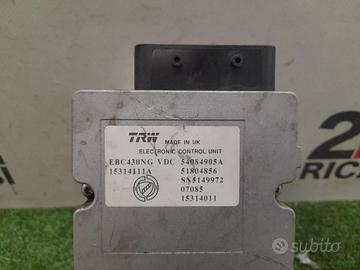 TRW MADE IN UK
ELECTRONIC CONTROL UNIT
EBC430NG VDC 54084905A
15314111A 51804856
SN5149972
07085
15314011
subito